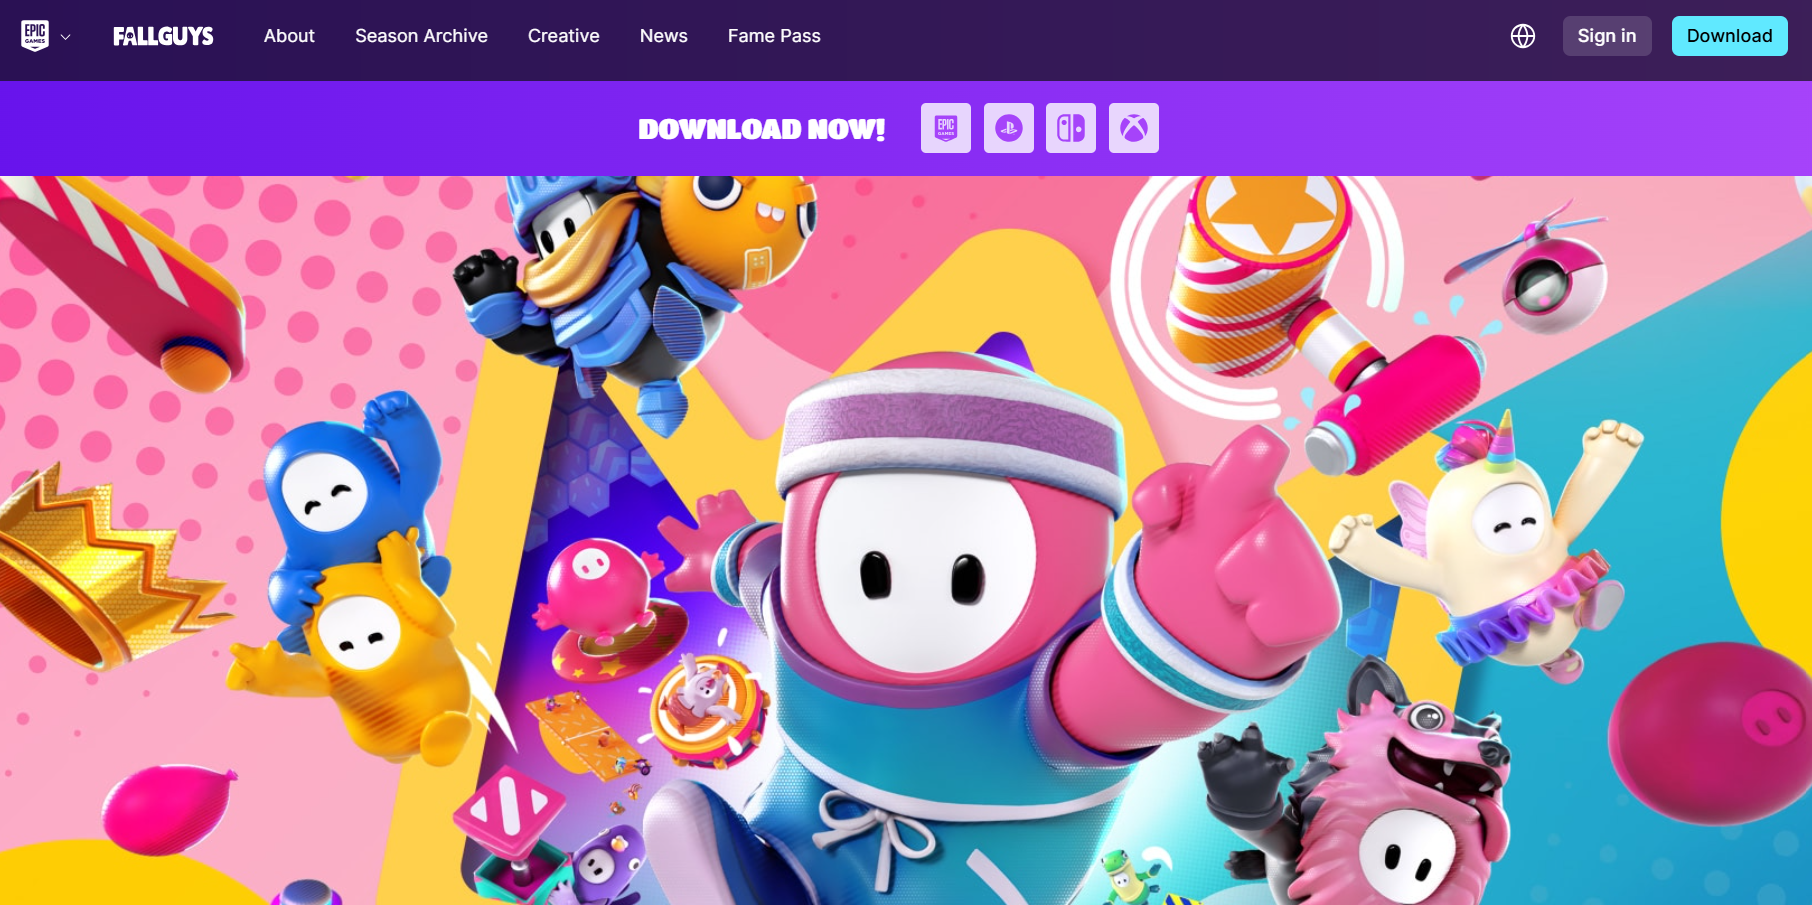 EPIC GAMES
FALLGUYS
About
Season Archive
Creative
News
Fame Pass
Sign in
Download
DOWNLOAD NOW!
EPIC GAMES